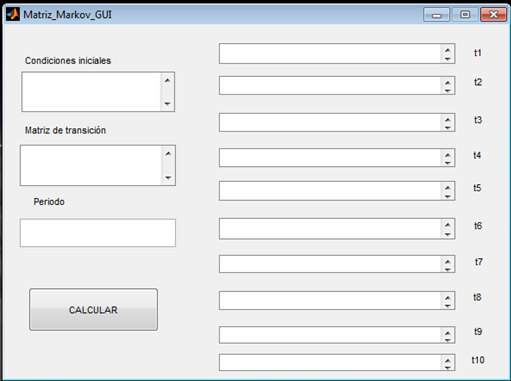 Matriz_Markov_GUI
Condiciones iniciales
Matriz de transición
Periodo
CALCULAR
t1
t2
t3
t4
t5
t6
t7
t8
t9
t10